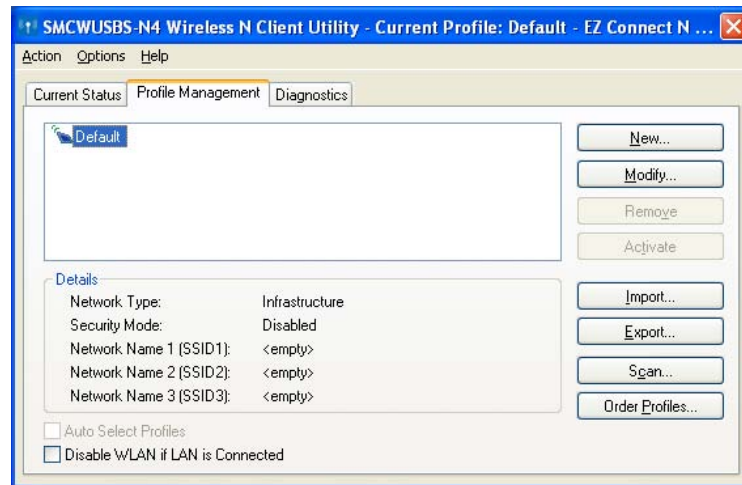 SMCWUSBS-N4 Wireless N Client Utility - Current Profile: Default - EZ Connect N ...
Action Options Help
Current Status Profile Management Diagnostics
Default
New...
Modify...
Remove
Activate
Details
Network Type: Infrastructure
Security Mode: Disabled
Network Name 1 (SSID1): <empty>
Network Name 2 (SSID2): <empty>
Network Name 3 (SSID3): <empty>
Import...
Export...
Scan...
Order Profiles...
Auto Select Profiles
Disable WLAN if LAN is Connected